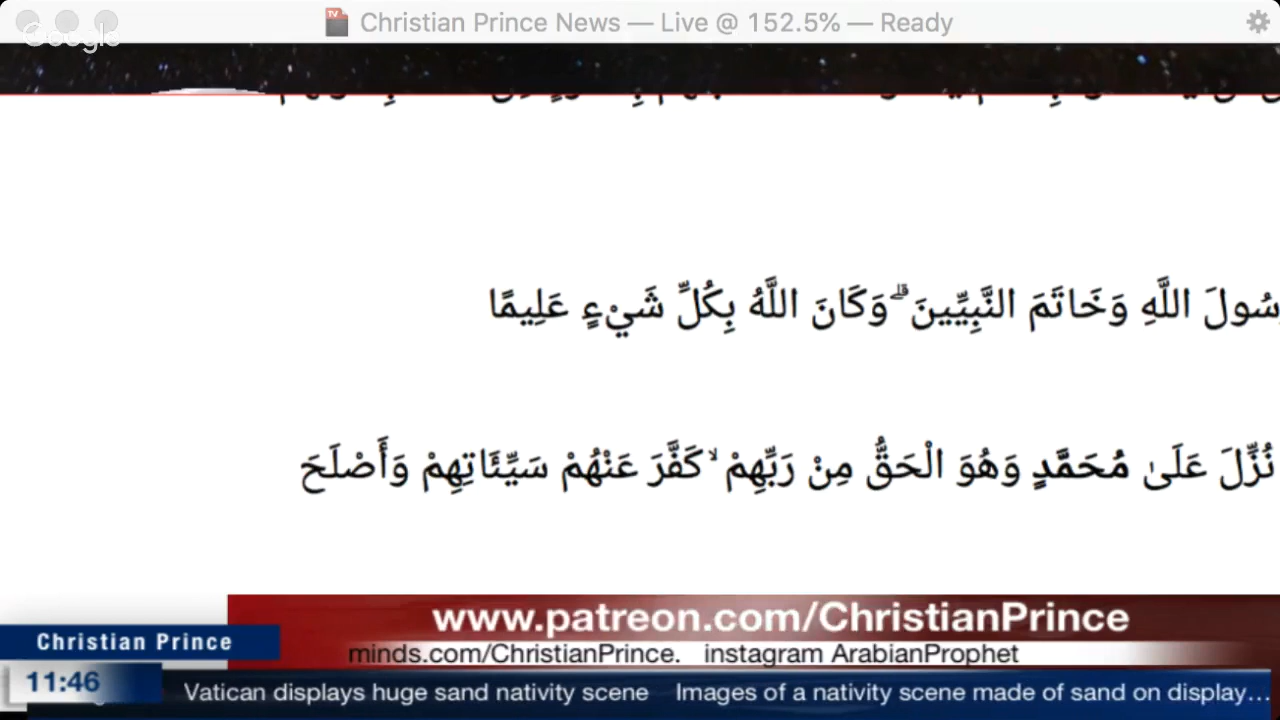 Christian Prince News — Live @ 152.5% — Ready
Google
سُولَ اللَّهِ وَخَاتَمَ النَّبِيِّينَ ۗ وَكَانَ اللَّهُ بِكُلِّ شَيْءٍ عَلِيمًا
نُزِّلَ عَلَىٰ مُحَمَّدٍ وَهُوَ الْحَقُّ مِنْ رَبِّهِمْ ۙ كَفَّرَ عَنْهُمْ سَيِّئَاتِهِمْ وَأَصْلَحَ
www.patreon.com/ChristianPrince
Christian Prince
minds.com/ChristianPrince. instagram ArabianProphet
11:46
Vatican displays huge sand nativity scene Images of a nativity scene made of sand on display...